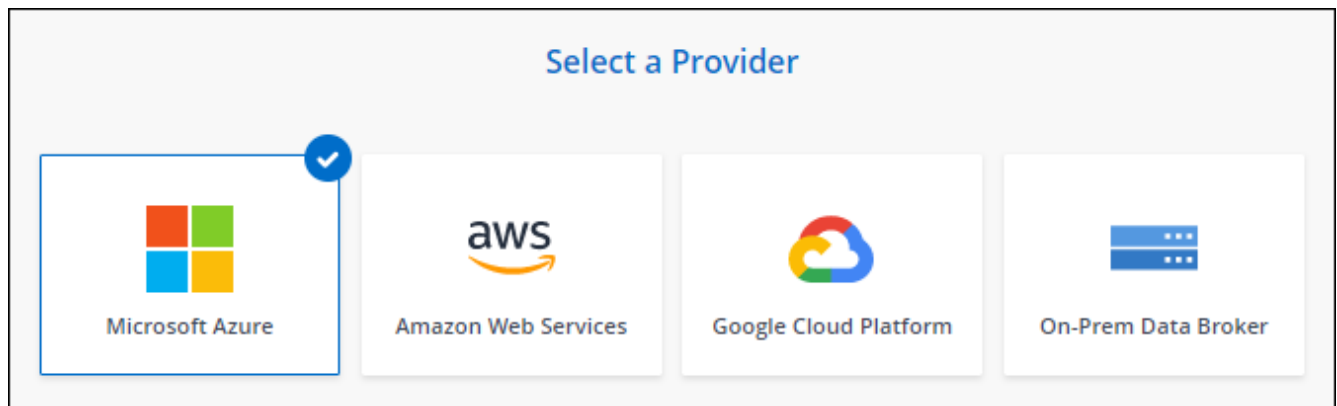 Select a Provider
aws
Microsoft Azure
Amazon Web Services
Google Cloud Platform
On-Prem Data Broker